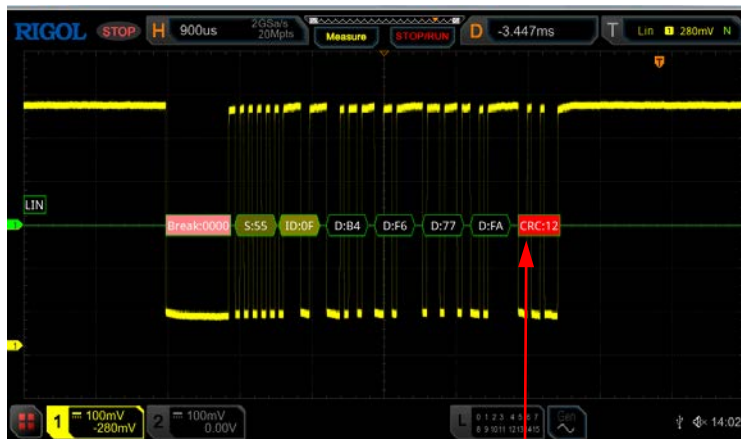 RIGOL STOP H 900us 2GSa/s 20Mpts Measure STOP/RUN D -3.447ms T Lin 1 280mV N
T
LIN
Break:0000 S:55 ID:0F D:B4 D:F6 D:77 D:FA CRC:12
1 100mV -280mV 2 100mV 0.00V L 0 1 2 3 4 5 6 7 8 9 10 11 12 13 14 15 Gen 14:02